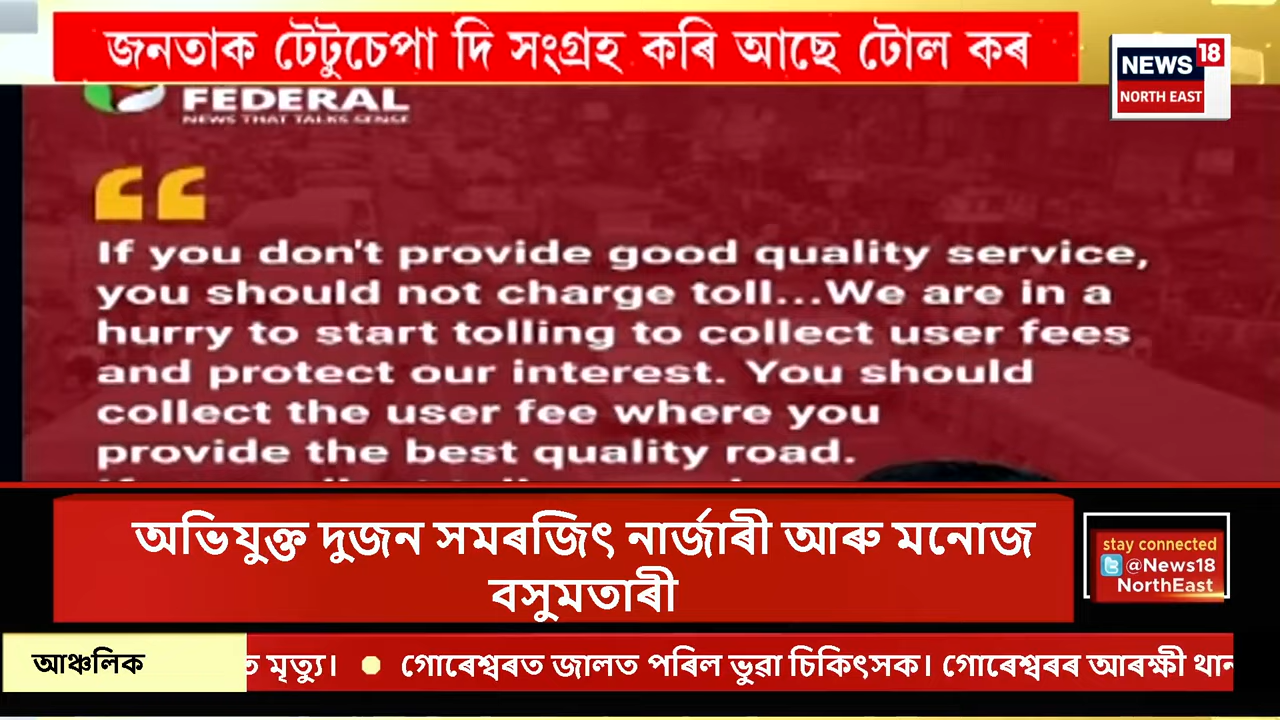 জনতাক টেটুচেপা দি সংগ্ৰহ কৰি আছে টোল কৰ
NEWS 18
NORTH EAST
FEDERAL
NEWS THAT TALKS SENSE
If you don't provide good quality service,
you should not charge toll...We are in a
hurry to start tolling to collect user fees
and protect our interest. You should
collect the user fee where you
provide the best quality road.
অভিযুক্ত দুজন সমৰজিৎ নাৰ্জাৰী আৰু মনোজ
বসুমতাৰী
stay connected
@News18
NorthEast
আঞ্চলিক
ত মৃত্যু। ● গোৰেশ্বৰত জালত পৰিল ভুৱা চিকিৎসক। গোৰেশ্বৰৰ আৰক্ষী থান